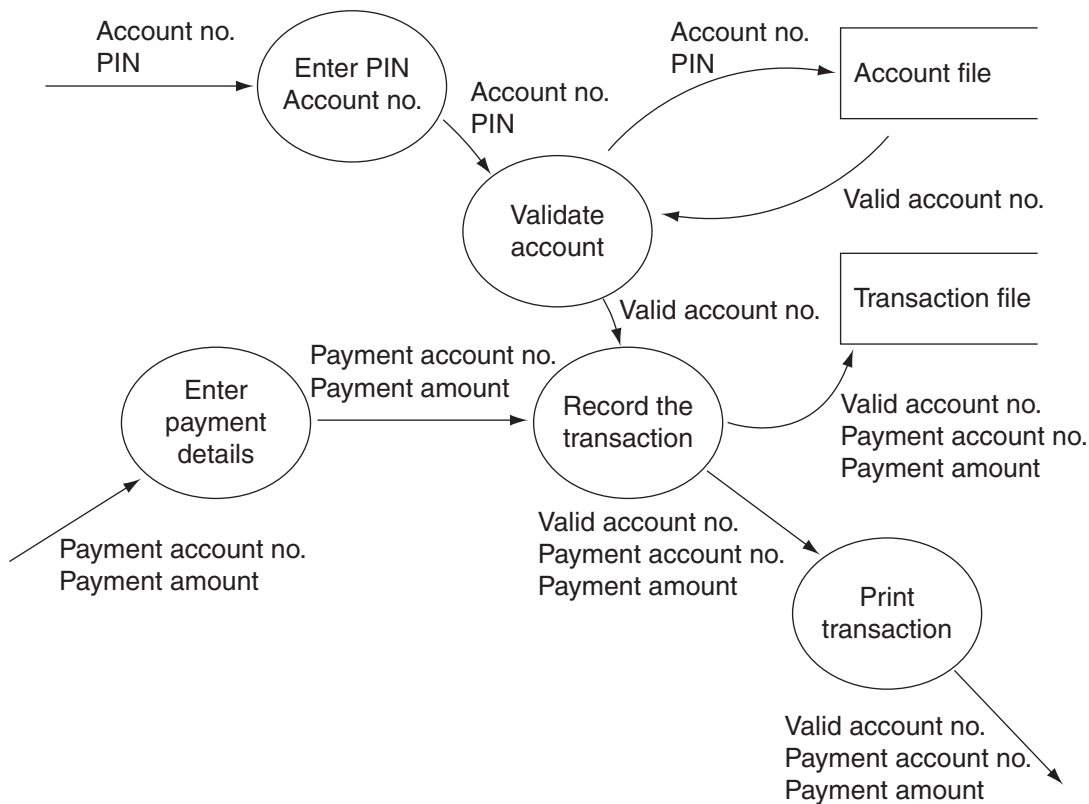 Account no.
PIN
Enter PIN
Account no.
Account no.
PIN
Account no.
PIN
Account file
Validate
account
Valid account no.
Valid account no.
Transaction file
Payment account no.
Payment amount
Enter
payment
details
Record the
transaction
Valid account no.
Payment account no.
Payment amount
Payment account no.
Payment amount
Valid account no.
Payment account no.
Payment amount
Print
transaction
Valid account no.
Payment account no.
Payment amount